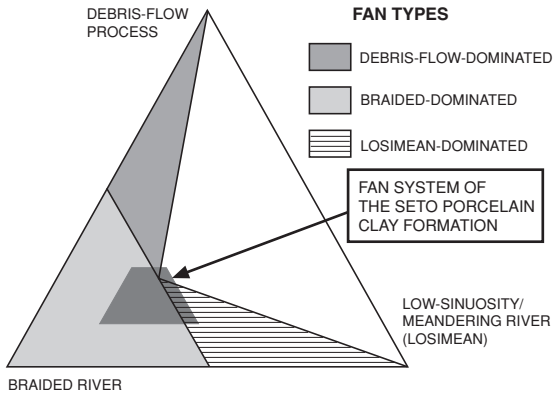 DEBRIS-FLOW
PROCESS
FAN TYPES
DEBRIS-FLOW-DOMINATED
BRAIDED-DOMINATED
LOSIMEAN-DOMINATED
FAN SYSTEM OF
THE SETO PORCELAIN
CLAY FORMATION
LOW-SINUOSITY/
MEANDERING RIVER
(LOSIMEAN)
BRAIDED RIVER